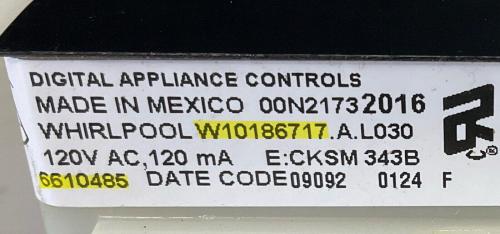 DIGITAL APPLIANCE CONTROLS
MADE IN MEXICO 00N2173 2016
WHIRLPOOL W10186717.A.L030
120V AC,120 mA E:CKSM 343B
6610485 DATE CODE 09092 0124 F